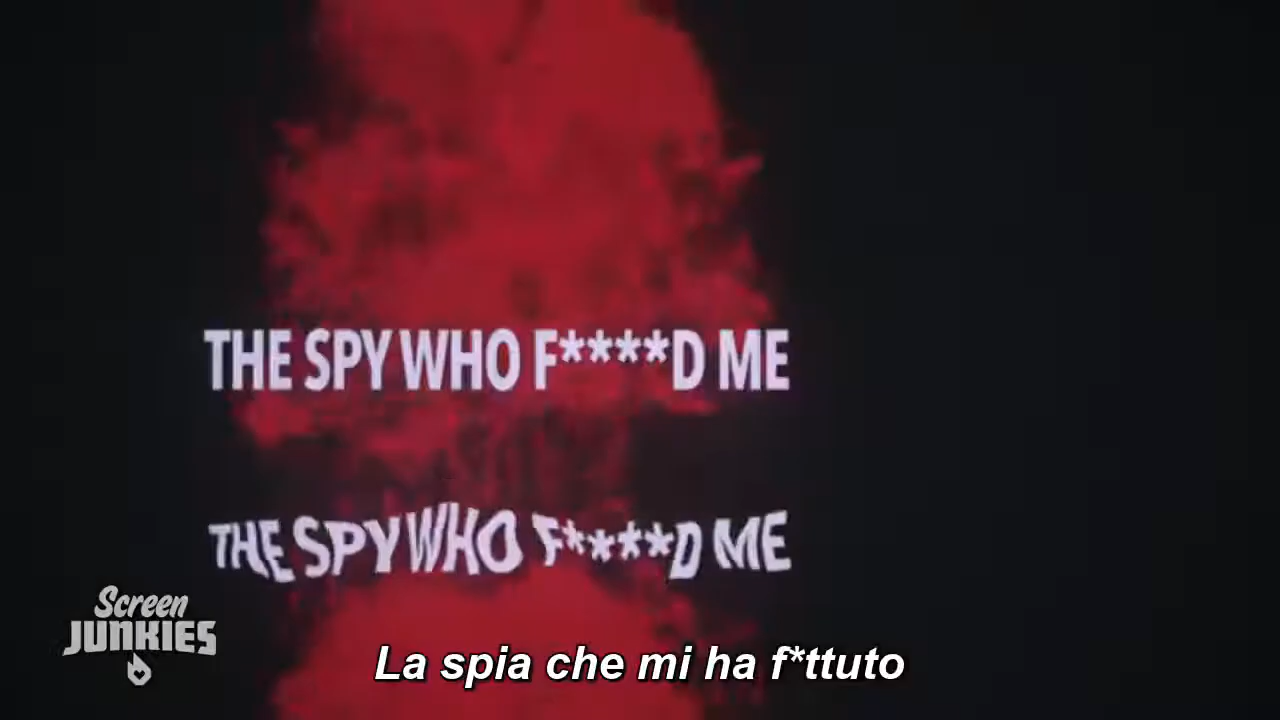 THE SPY WHO F****D ME
THE SPY WHO F****D ME
Screen
JUNKIES
La spia che mi ha f*ttuto